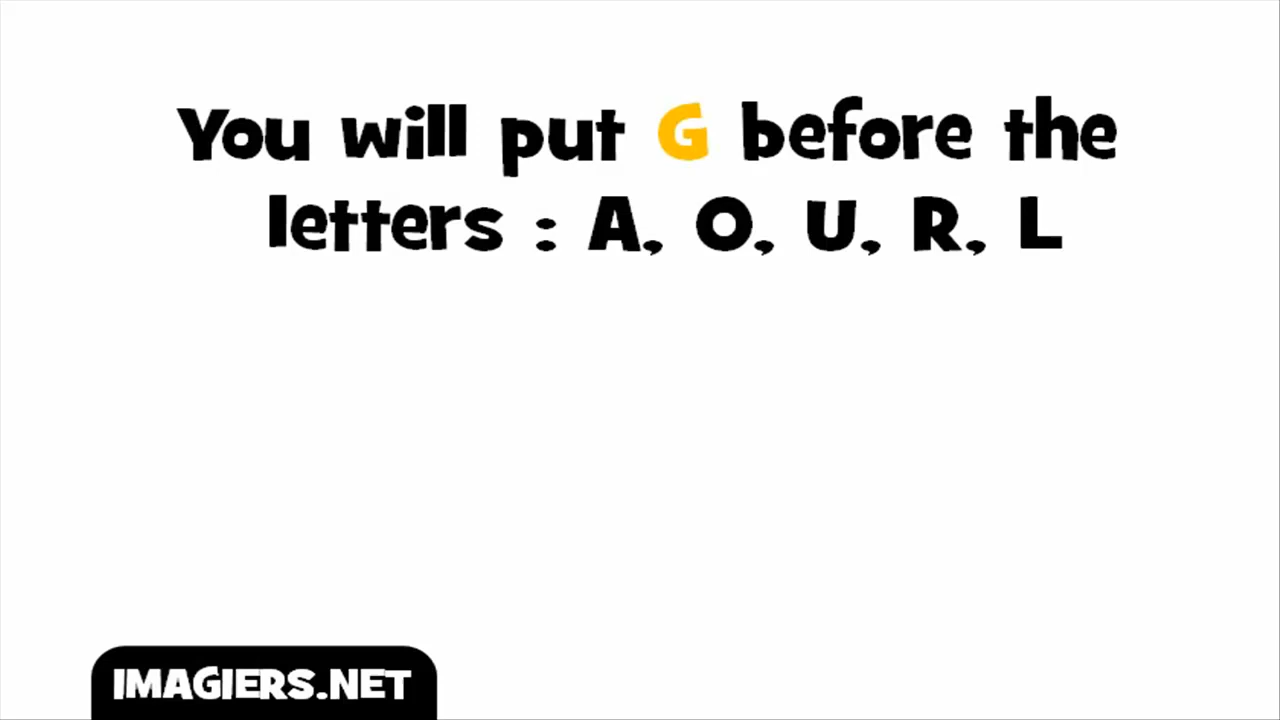 You will put G before the
letters : A, O, U, R, L
IMAGIERS.NET